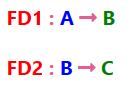 FD1 : A → B
FD2 : B → C